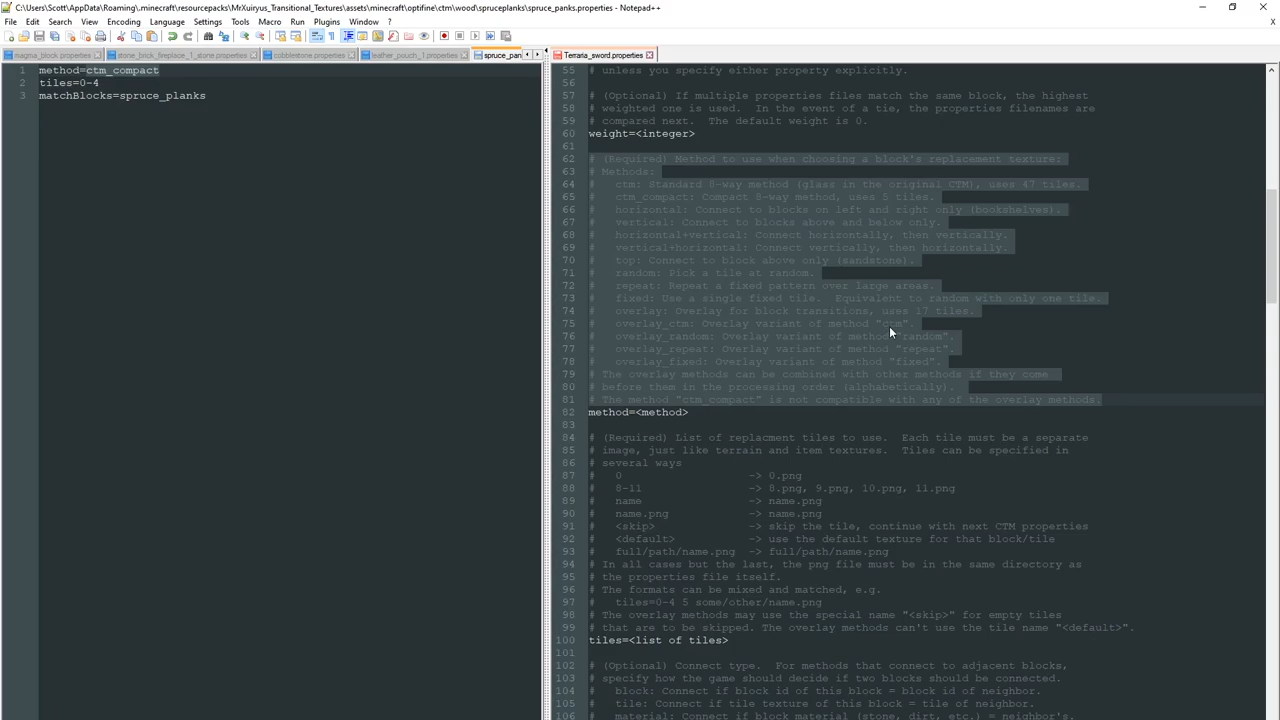 C:\Users\Scott\AppData\Roaming\.minecraft\resourcepacks\MrXuiryus_Transitional_Textures\assets\minecraft\optifine\ctm\wood\spruceplanks\spruce_panks.properties - Notepad++
File Edit Search View Encoding Language Settings Tools Macro Run Plugins Window ?
magma_block.properties stone_brick_fireplace_1_stone.properties cobblestone.properties leather_pouch_1.properties spruce_pan Terraria_sword.properties
1 method=ctm_compact
2 tiles=0-4
3 matchBlocks=spruce_planks
55 # unless you specify either property explicitly.
56
57 # (Optional) If multiple properties files match the same block, the highest
58 # weighted one is used. In the event of a tie, the properties filenames are
59 # compared next. The default weight is 0.
60 weight=<integer>
61
62 # (Required) Method to use when choosing a block's replacement texture:
63 # Methods:
64 # ctm: Standard 8-way method (glass in the original CTM), uses 47 tiles.
65 # ctm_compact: Compact 8-way method, uses 5 tiles.
66 # horizontal: Connect to blocks on left and right only (bookshelves).
67 # vertical: Connect to blocks above and below only.
68 # horizontal+vertical: Connect horizontally, then vertically.
69 # vertical+horizontal: Connect vertically, then horizontally.
70 # top: Connect to block above only (sandstone).
71 # random: Pick a tile at random.
72 # repeat: Repeat a fixed pattern over large areas.
73 # fixed: Use a single fixed tile. Equivalent to random with only one tile.
74 # overlay: Overlay for block transitions, uses 17 tiles.
75 # overlay_ctm: Overlay variant of method "ctm".
76 # overlay_random: Overlay variant of method "random".
77 # overlay_repeat: Overlay variant of method "repeat".
78 # overlay_fixed: Overlay variant of method "fixed".
79 # The overlay methods can be combined with other methods if they come
80 # before them in the processing order (alphabetically).
81 # The method "ctm_compact" is not compatible with any of the overlay methods.
82 method=<method>
83
84 # (Required) List of replacment tiles to use. Each tile must be a separate
85 # image, just like terrain and item textures. Tiles can be specified in
86 # several ways
87 # 0 -> 0.png
88 # 8-11 -> 8.png, 9.png, 10.png, 11.png
89 # name -> name.png
90 # name.png -> name.png
91 # <skip> -> skip the tile, continue with next CTM properties
92 # <default> -> use the default texture for that block/tile
93 # full/path/name.png -> full/path/name.png
94 # In all cases but the last, the png file must be in the same directory as
95 # the properties file itself.
96 # The formats can be mixed and matched, e.g.
97 # tiles=0-4 5 some/other/name.png
98 # The overlay methods may use the special name "<skip>" for empty tiles
99 # that are to be skipped. The overlay methods can't use the tile name "<default>".
100 tiles=<list of tiles>
101
102 # (Optional) Connect type. For methods that connect to adjacent blocks,
103 # specify how the game should decide if two blocks should be connected.
104 # block: Connect if block id of this block = block id of neighbor.
105 # tile: Connect if tile texture of this block = tile of neighbor.
106 # material: Connect if block material (stone, dirt, etc.) = neighbor's.